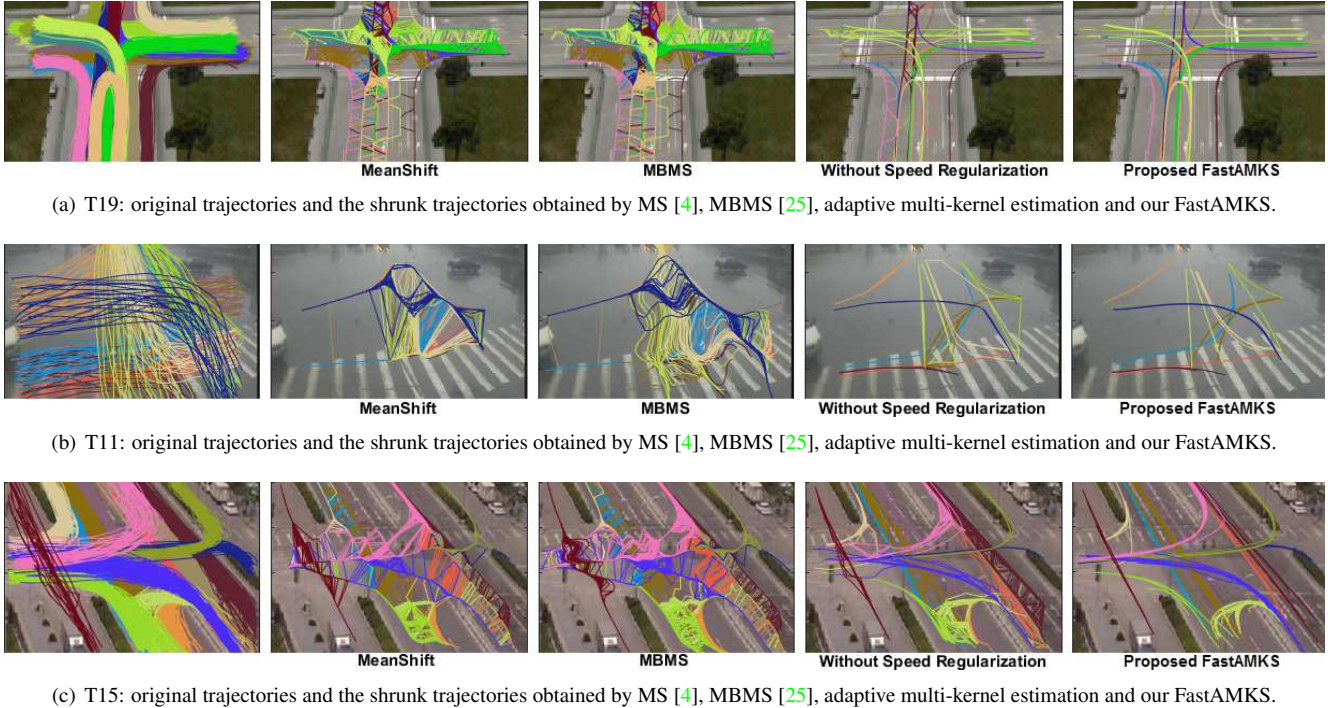 MeanShift MBMS Without Speed Regularization Proposed FastAMKS
(a) T19: original trajectories and the shrunk trajectories obtained by MS [4], MBMS [25], adaptive multi-kernel estimation and our FastAMKS.
MeanShift MBMS Without Speed Regularization Proposed FastAMKS
(b) T11: original trajectories and the shrunk trajectories obtained by MS [4], MBMS [25], adaptive multi-kernel estimation and our FastAMKS.
MeanShift MBMS Without Speed Regularization Proposed FastAMKS
(c) T15: original trajectories and the shrunk trajectories obtained by MS [4], MBMS [25], adaptive multi-kernel estimation and our FastAMKS.